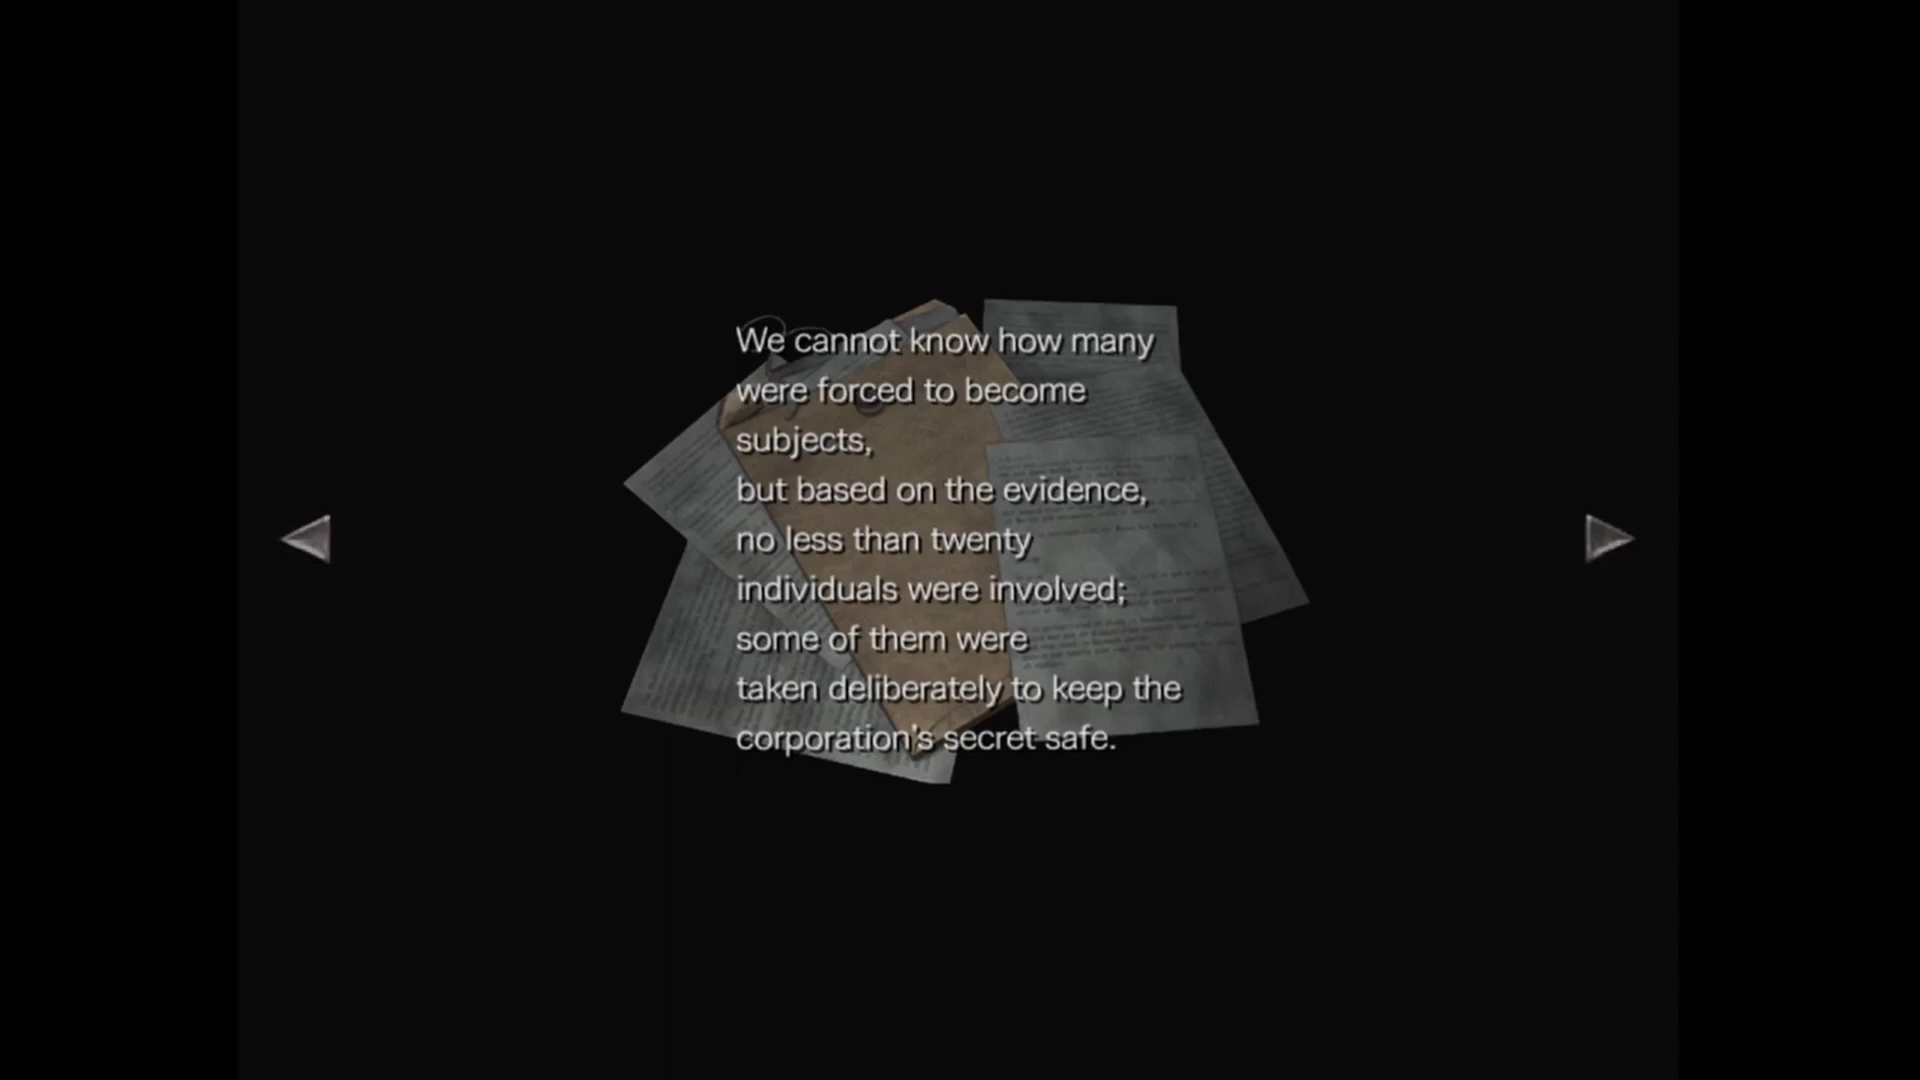 We cannot know how many
were forced to become
subjects,
but based on the evidence,
no less than twenty
individuals were involved;
some of them were
taken deliberately to keep the
corporation's secret safe.